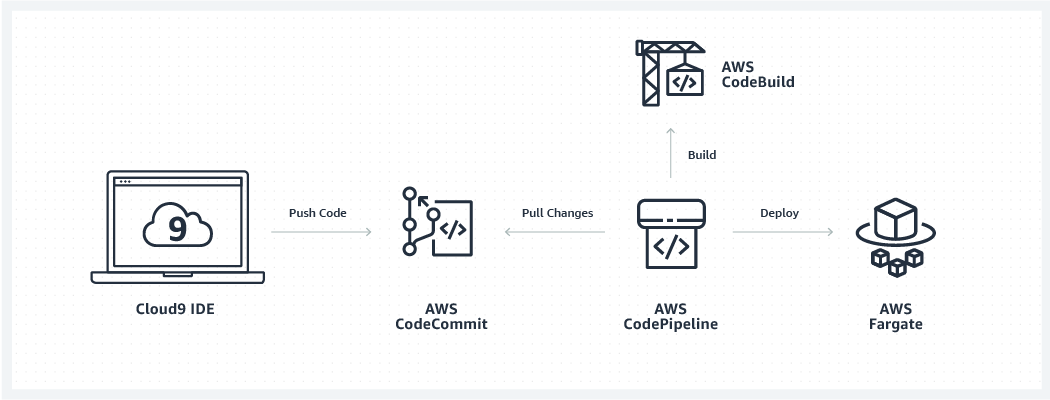 AWS
CodeBuild
</>
Build
9
Push Code
Pull Changes
Deploy
</>
</>
Cloud9 IDE
AWS
CodeCommit
AWS
CodePipeline
AWS
Fargate